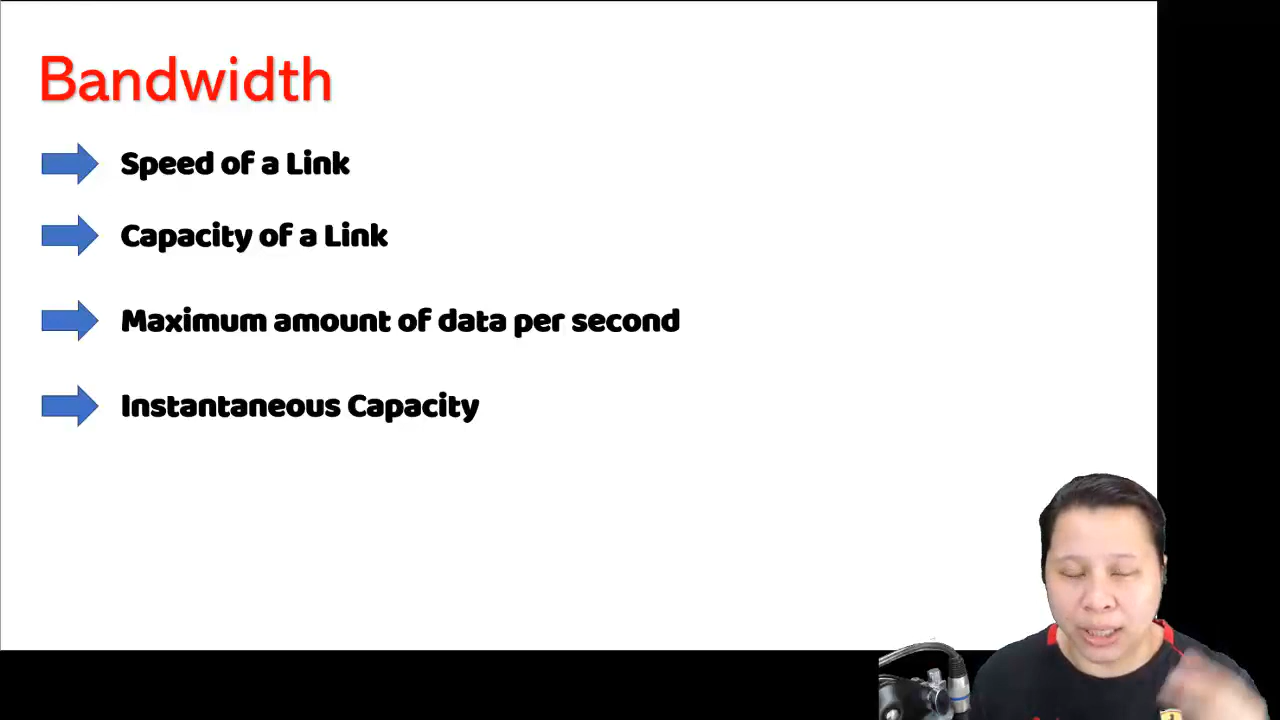 Bandwidth
Speed of a Link
Capacity of a Link
Maximum amount of data per second
Instantaneous Capacity